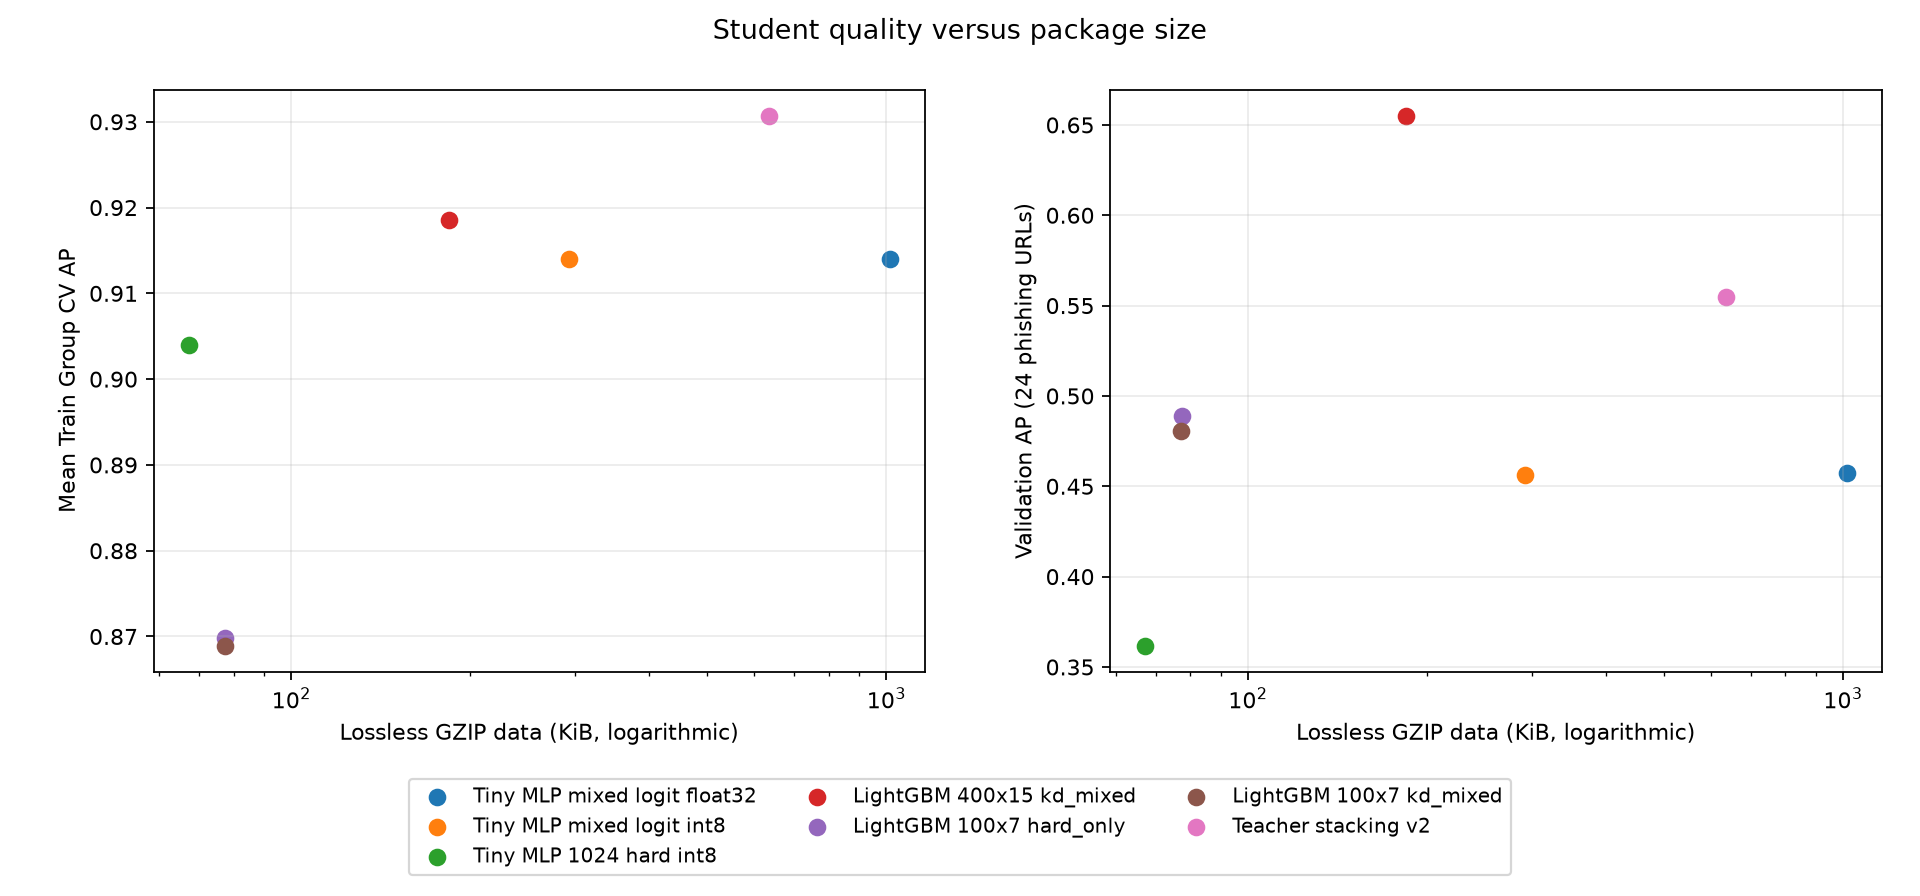 Student quality versus package size
Mean Train Group CV AP
0.93
0.92
0.91
0.90
0.89
0.88
0.87
10²
10³
Lossless GZIP data (KiB, logarithmic)
Validation AP (24 phishing URLs)
0.65
0.60
0.55
0.50
0.45
0.40
0.35
10²
10³
Lossless GZIP data (KiB, logarithmic)
Tiny MLP mixed logit float32
Tiny MLP mixed logit int8
Tiny MLP 1024 hard int8
LightGBM 400x15 kd_mixed
LightGBM 100x7 hard_only
LightGBM 100x7 kd_mixed
Teacher stacking v2